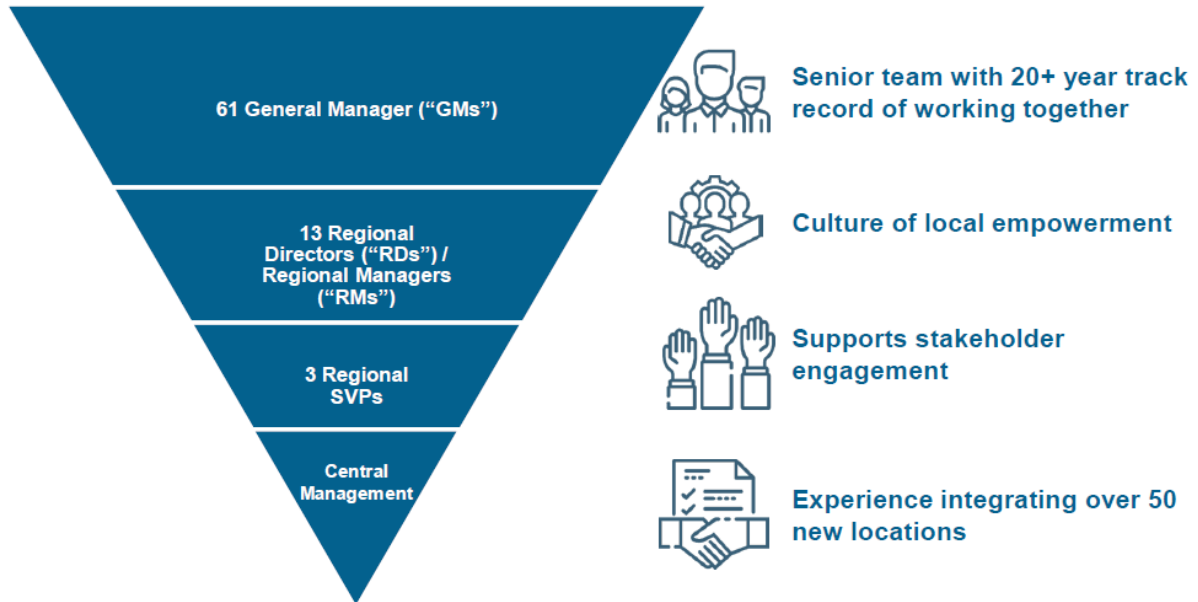 61 General Manager (“GMs”)
13 Regional
Directors (“RDs”) /
Regional Managers
(“RMs”)
3 Regional
SVPs
Central
Management
Senior team with 20+ year track
record of working together
Culture of local empowerment
Supports stakeholder
engagement
Experience integrating over 50
new locations